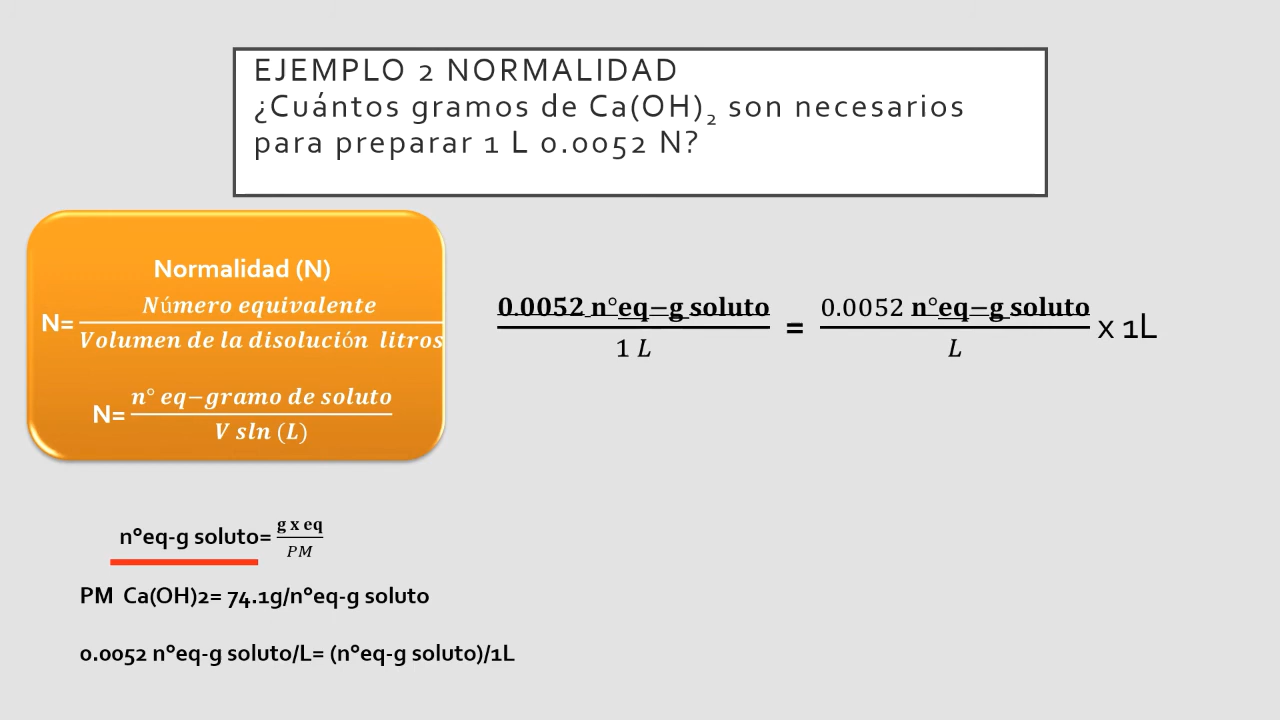 EJEMPLO 2 NORMALIDAD
¿Cuántos gramos de Ca(OH)₂ son necesarios
para preparar 1 L 0.0052 N?
Normalidad (N)
N= Número equivalente
Volumen de la disolución litros
N= n° eq−gramo de soluto
V sln (L)
0.0052 n°eq−g soluto
1 L
=
0.0052 n°eq−g soluto
L
x 1L
n°eq-g soluto= g x eq
PM
PM Ca(OH)2= 74.1g/n°eq-g soluto
0.0052 n°eq-g soluto/L= (n°eq-g soluto)/1L